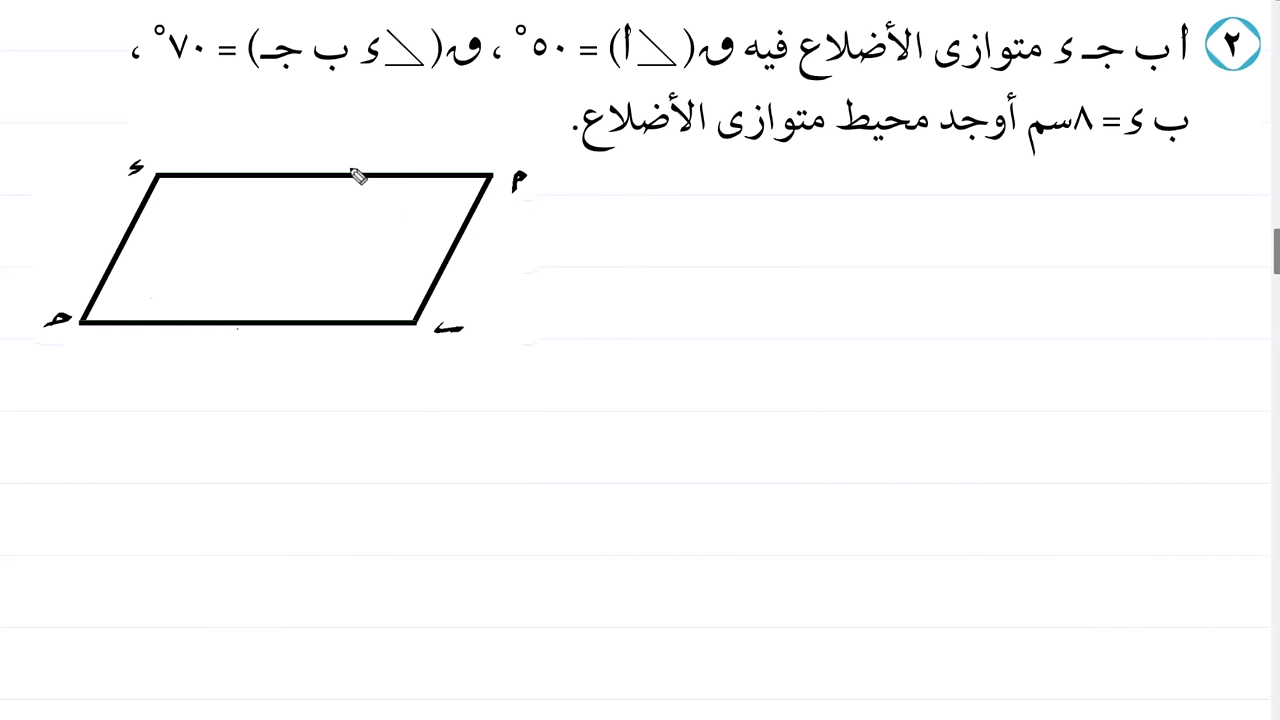 ٢ أ ب جـ ء متوازى الأضلاع فيه ق(∠أ) = ٥٠°، ق(∠ء ب جـ) = ٧٠°،
ب ء = ٨سم أوجد محيط متوازى الأضلاع.
ء م
حـ ب